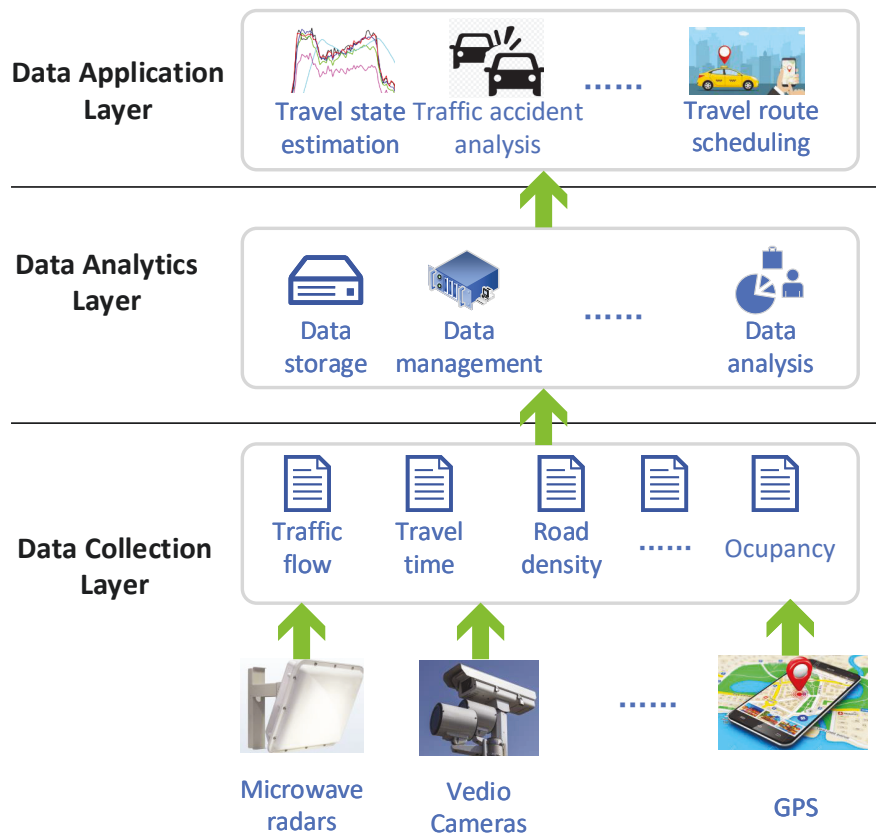 Data Application
Layer
Travel state
estimation
Traffic accident
analysis
......
Travel route
scheduling
Data Analytics
Layer
Data
storage
Data
management
......
Data
analysis
Data Collection
Layer
Traffic
flow
Travel
time
Road
density
......
Ocupancy
Microwave
radars
Vedio
Cameras
......
GPS